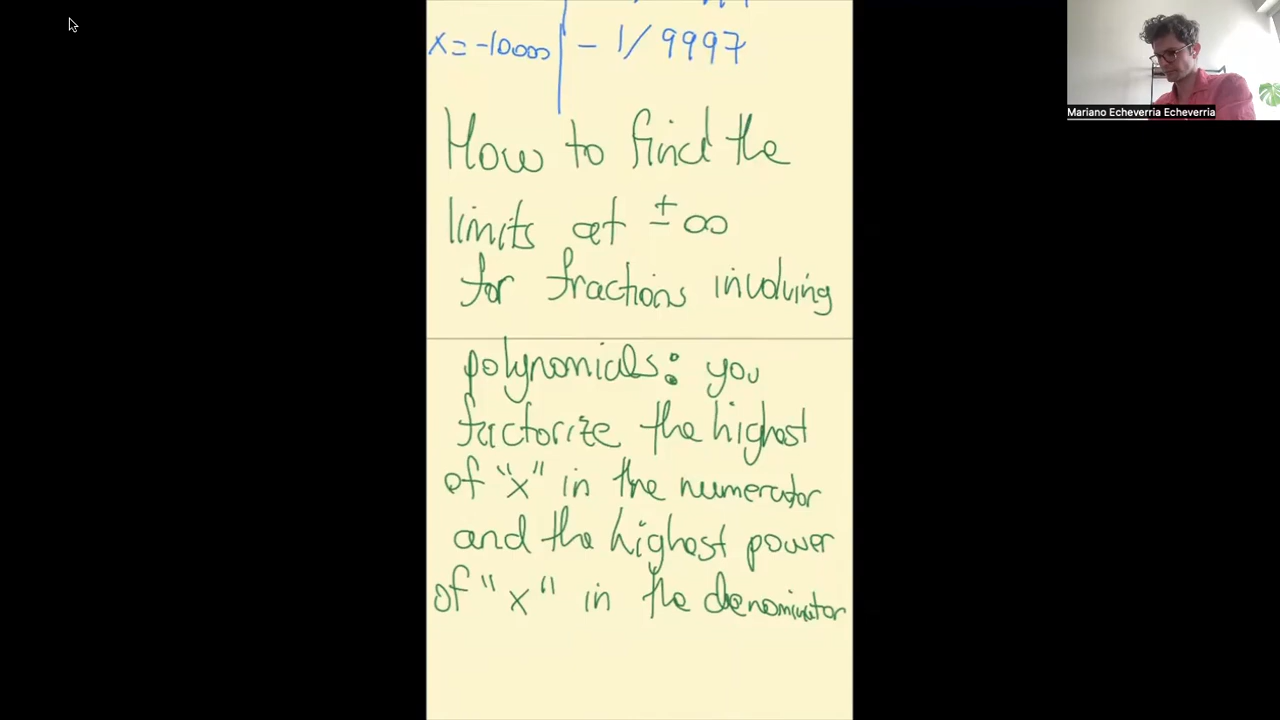 x=-10000 | - 1/9997
How to find the
limits at ±∞
for fractions involving
polynomials: you
factorize the highest
of "x" in the numerator
and the highest power
of "x" in the denominator
Mariano Echeverria Echeverria